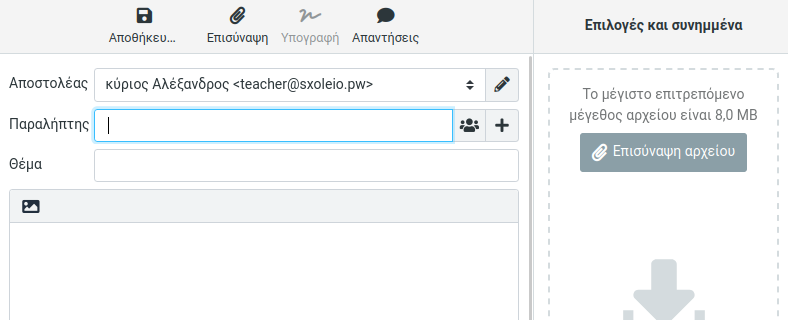 Αποθήκευ... Επισύναψη Υπογραφή Απαντήσεις
Επιλογές και συνημμένα
Αποστολέας κύριος Αλέξανδρος <teacher@sxoleio.pw>
Παραλήπτης
Θέμα
Το μέγιστο επιτρεπόμενο
μέγεθος αρχείου είναι 8,0 MB
Επισύναψη αρχείου